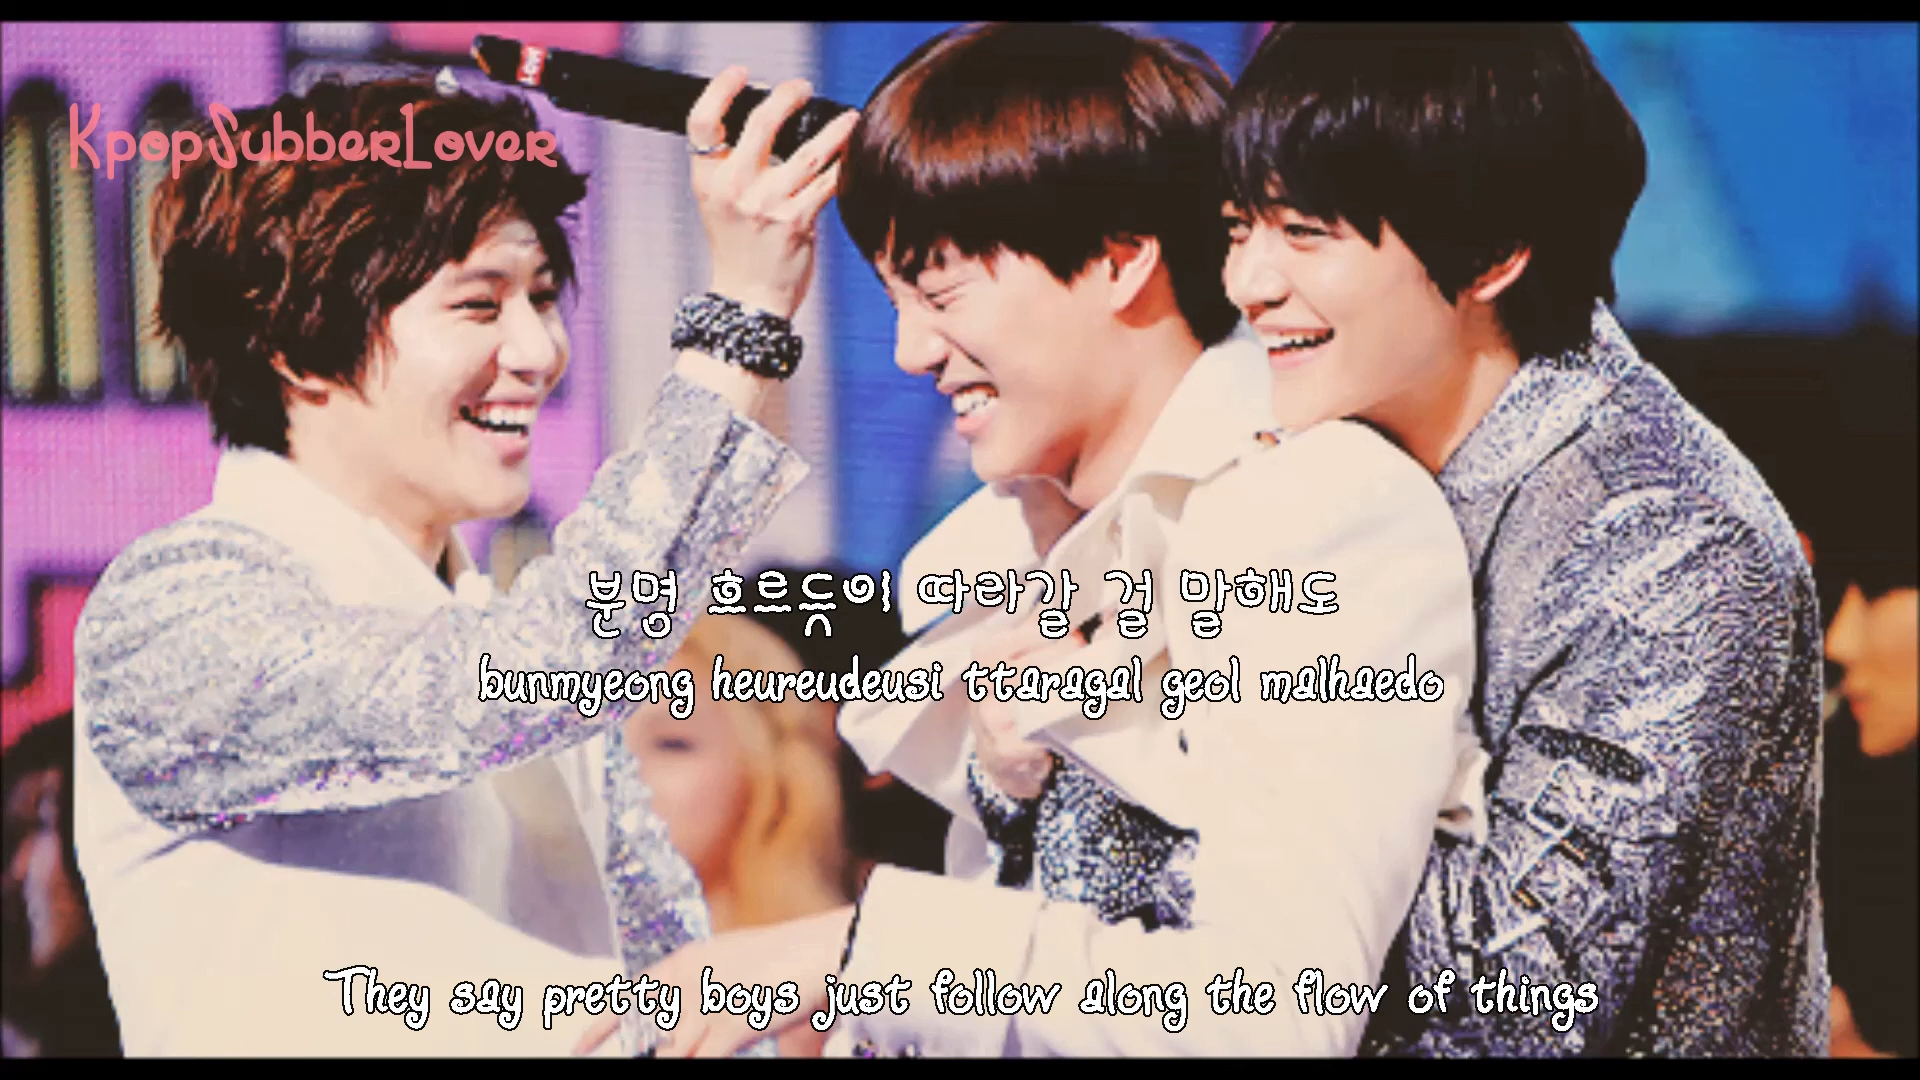 KpopSubberLover
분명 흐르듯이 따라갈 걸 말해도
bunmyeong heureudeusi ttaragal geol malhaedo
They say pretty boys just follow along the flow of things